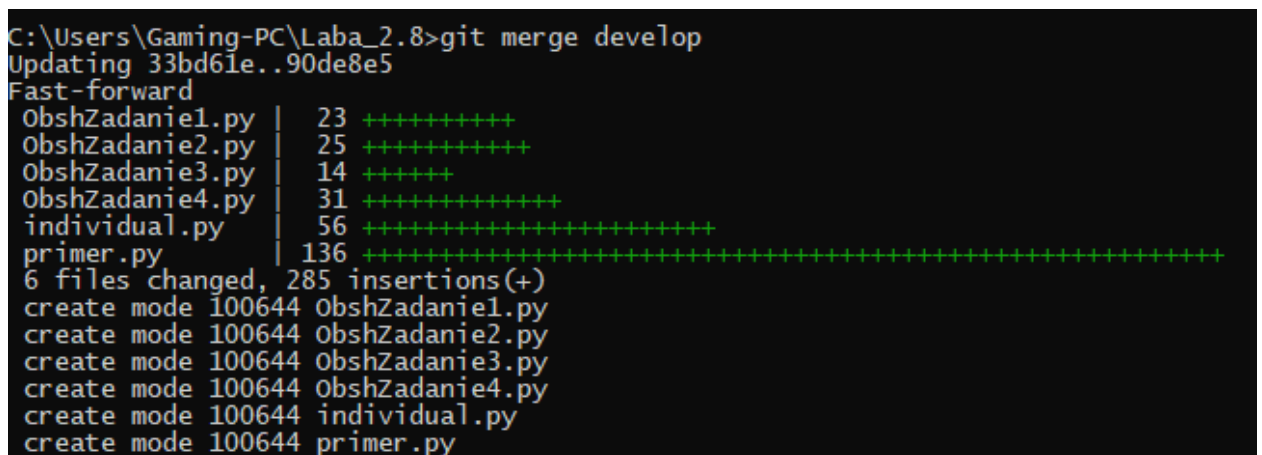 C:\Users\Gaming-PC\Laba_2.8>git merge develop
Updating 33bd61e..90de8e5
Fast-forward
 ObshZadanie1.py |  23 ++++++++++
 ObshZadanie2.py |  25 +++++++++++
 ObshZadanie3.py |  14 ++++++
 ObshZadanie4.py |  31 +++++++++++++
 individual.py   |  56 +++++++++++++++++++++++
 primer.py       | 136 ++++++++++++++++++++++++++++++++++++++++++++++++++++++++
 6 files changed, 285 insertions(+)
 create mode 100644 ObshZadanie1.py
 create mode 100644 ObshZadanie2.py
 create mode 100644 ObshZadanie3.py
 create mode 100644 ObshZadanie4.py
 create mode 100644 individual.py
 create mode 100644 primer.py